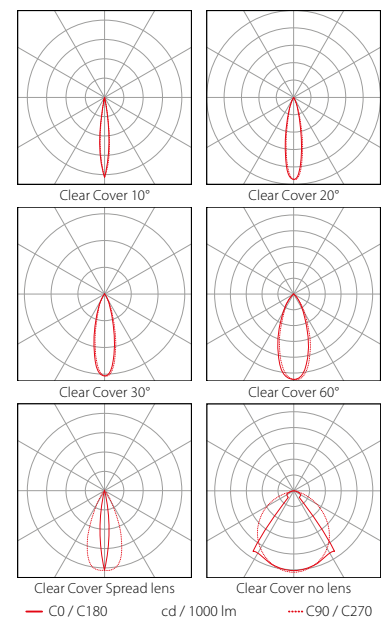 Clear Cover 10°
Clear Cover 20°
Clear Cover 30°
Clear Cover 60°
Clear Cover Spread lens
Clear Cover no lens
C0 / C180
cd / 1000 lm
C90 / C270